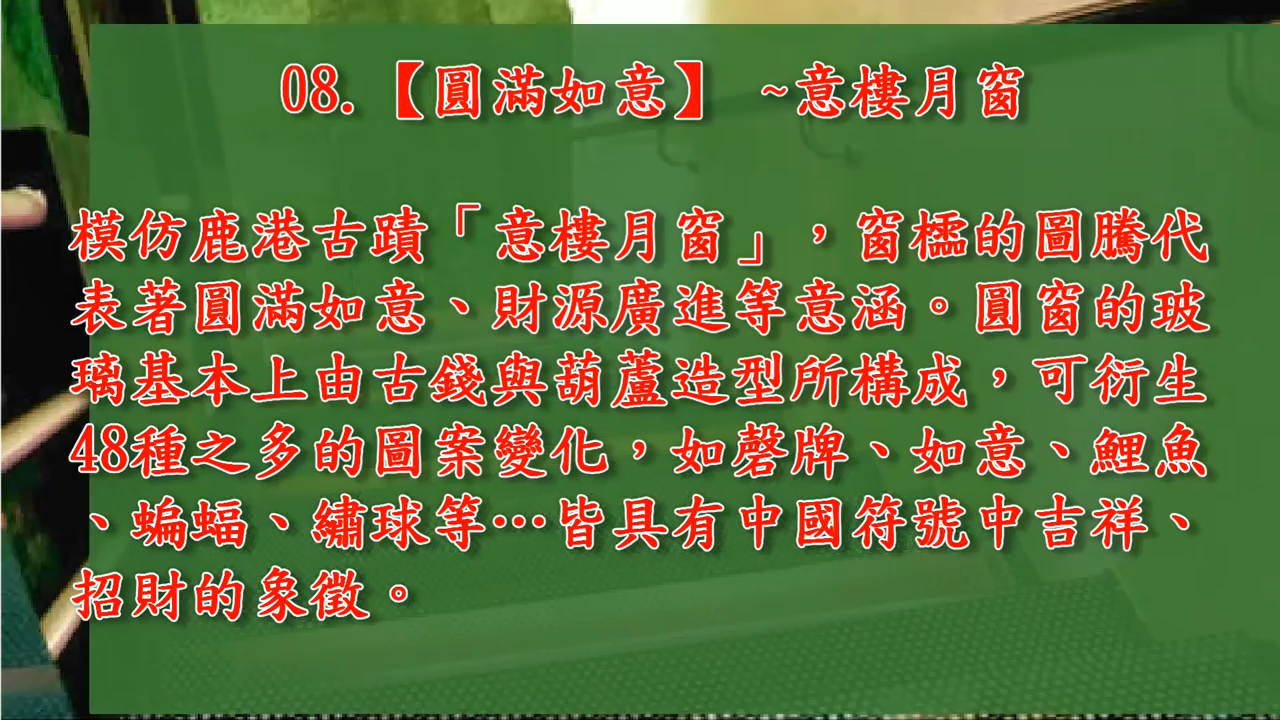 08.【圓滿如意】 ~意樓月窗
模仿鹿港古蹟「意樓月窗」，窗櫺的圖騰代
表著圓滿如意、財源廣進等意涵。圓窗的玻
璃基本上由古錢與葫蘆造型所構成，可衍生
48種之多的圖案變化，如磬牌、如意、鯉魚
、蝙蝠、繡球等…皆具有中國符號中吉祥、
招財的象徵。